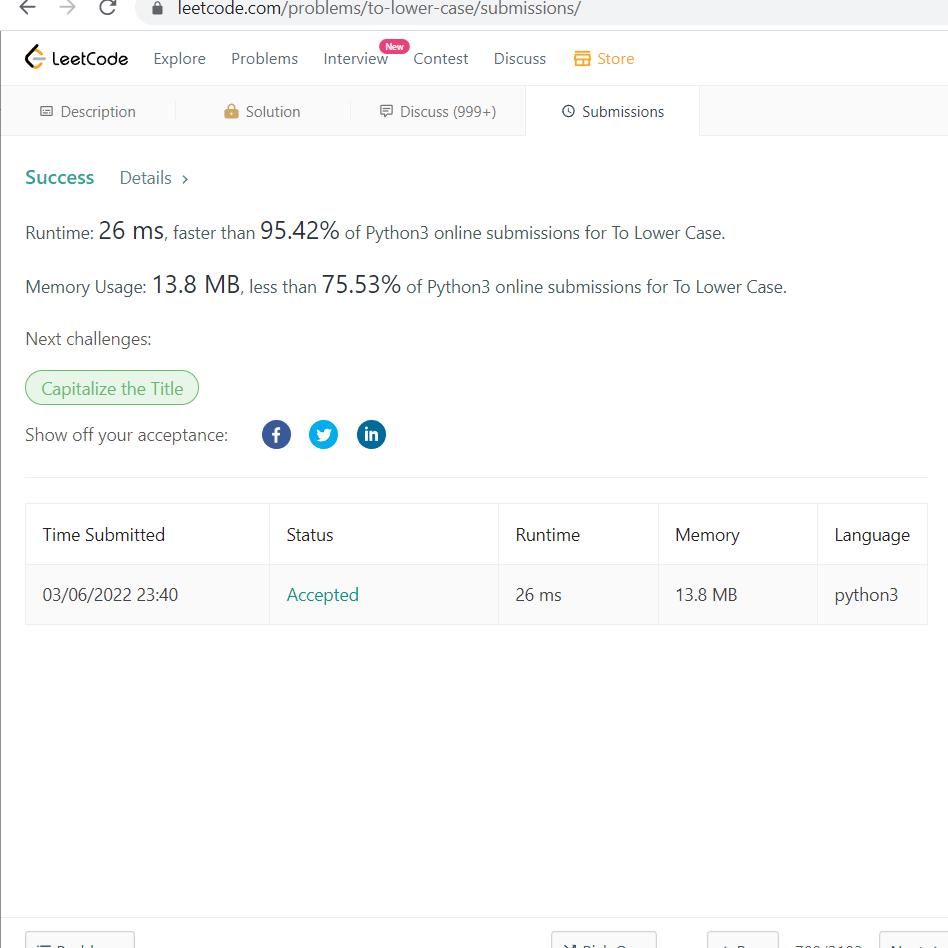 leetcode.com/problems/to-lower-case/submissions/
LeetCode Explore Problems Interview New Contest Discuss Store
Description Solution Discuss (999+) Submissions
Success Details >
Runtime: 26 ms, faster than 95.42% of Python3 online submissions for To Lower Case.
Memory Usage: 13.8 MB, less than 75.53% of Python3 online submissions for To Lower Case.
Next challenges:
Capitalize the Title
Show off your acceptance: f in
Time Submitted Status Runtime Memory Language
03/06/2022 23:40 Accepted 26 ms 13.8 MB python3